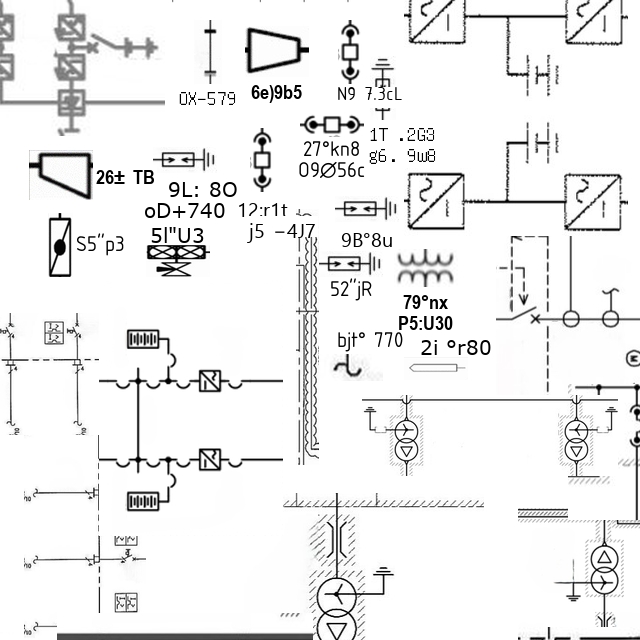 0X-579
6e)9b5
N9 7.3cL
1T .2G3
g6. 9w8
27°kn8
09Ø56c
26± TB
9L: 8O
oD+740
12:r1t
j5 -4J7
S5"p3
5l"U3
9B°8u
52"jR
79°nx
P5:U30
bjt° 770
2i °r80